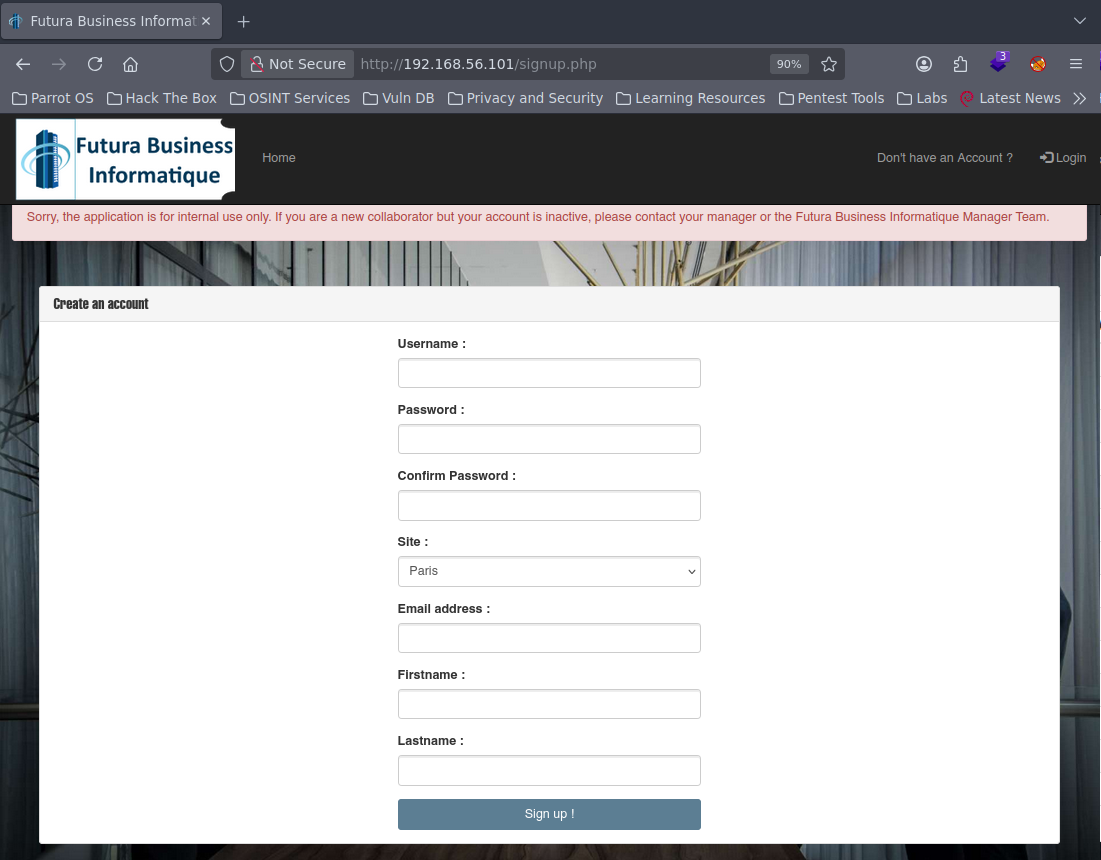 Futura Business Informat
Not Secure
http://192.168.56.101/signup.php
90%
3
Parrot OS
Hack The Box
OSINT Services
Vuln DB
Privacy and Security
Learning Resources
Pentest Tools
Labs
Latest News
Futura Business
Informatique
Home
Don't have an Account ?
Login
Sorry, the application is for internal use only. If you are a new collaborator but your account is inactive, please contact your manager or the Futura Business Informatique Manager Team.
Create an account
Username :
Password :
Confirm Password :
Site :
Paris
Email address :
Firstname :
Lastname :
Sign up !